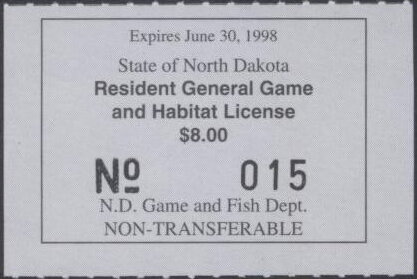 Expires June 30, 1998
State of North Dakota
Resident General Game
and Habitat License
$8.00
Nº 015
N.D. Game and Fish Dept.
NON-TRANSFERABLE